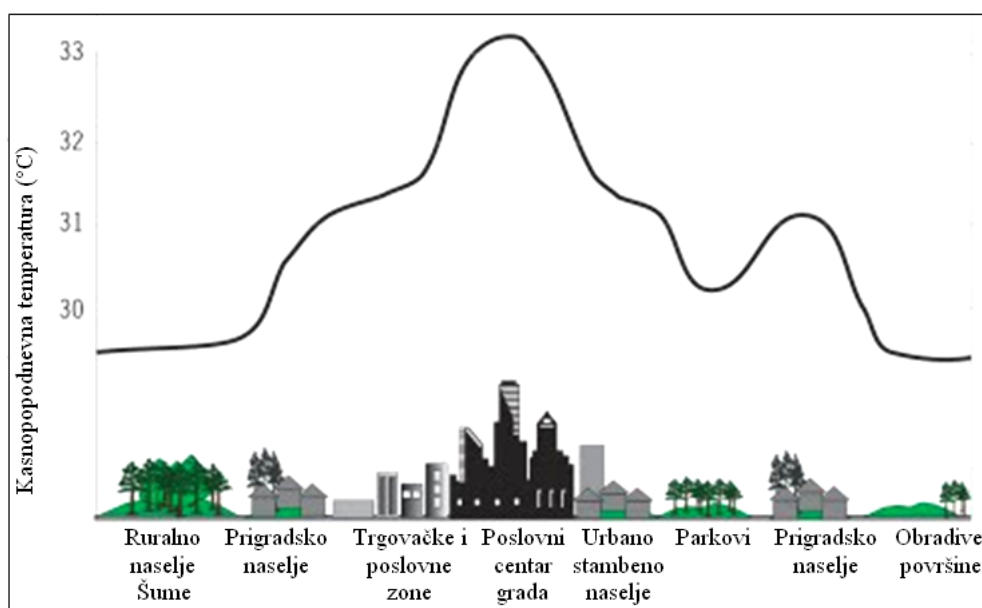 Kasnopopodnevna temperatura (°C)
33
32
31
30
Ruralno
naselje
Šume
Prigradsko
naselje
Trgovačke i
poslovne
zone
Poslovni
centar
grada
Urbano
stambeno
naselje
Parkovi
Prigradsko
naselje
Obradive
površine